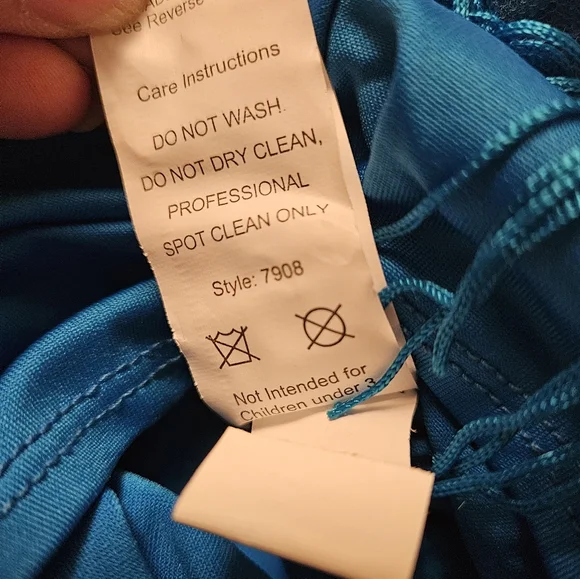 See Reverse
Care Instructions
DO NOT WASH.
DO NOT DRY CLEAN,
PROFESSIONAL
SPOT CLEAN ONLY
Style: 7908
Not Intended for
Children under 3